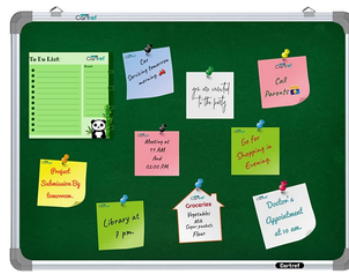 Cartref
To Do List
Cartref
Car
Servicing tomorrow
morning
you are invited
to the party
Cartref
Call
Parents
Meeting at
11 AM
And
02:00 PM
Go for
Shopping in
Evening
Project
Submission By
tomorrow
Library at
7 pm.
Groceries
Vegetables
Milk
Flour
Doctor's
Appointment
at 10 am.
Cartref